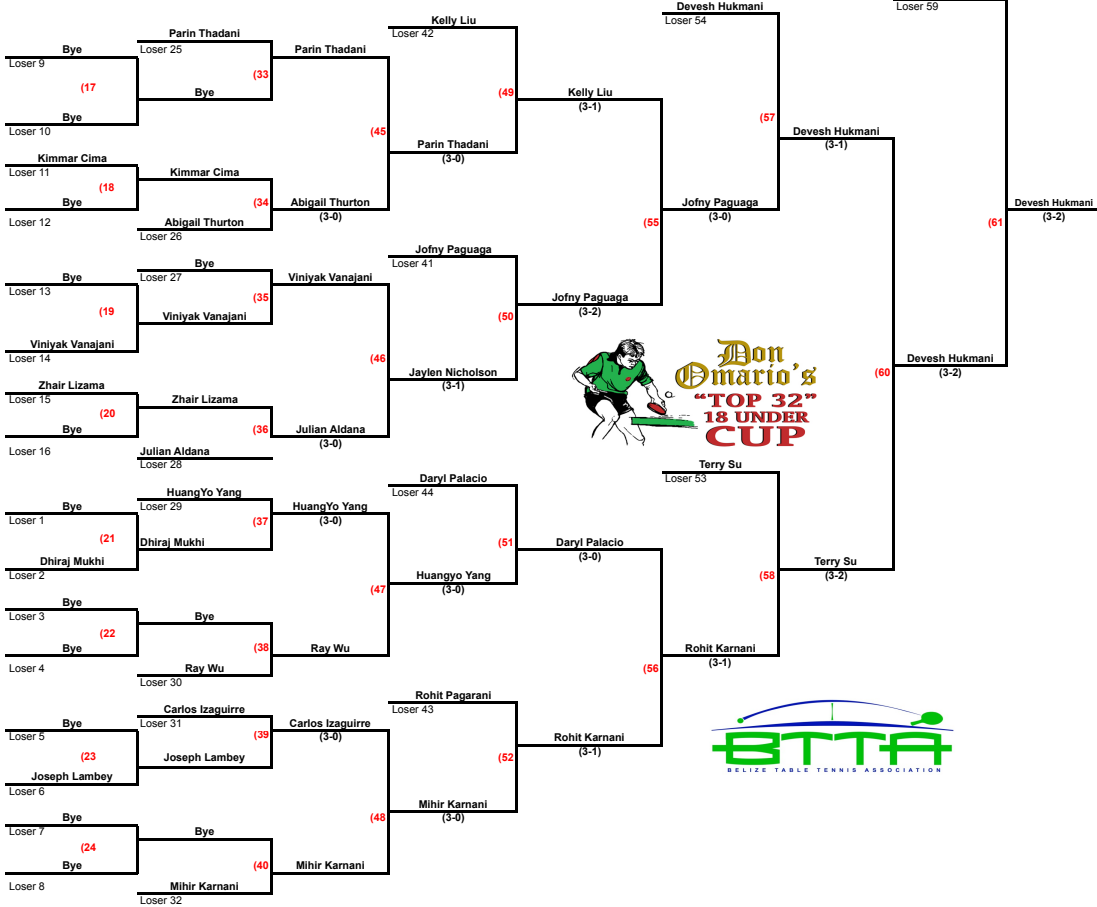 Loser 59
Devesh Hukmani
Loser 54
Kelly Liu
Loser 42
Parin Thadani
Loser 25
Bye
Loser 9
Parin Thadani
(33
(17
Bye
(49
Kelly Liu
(3-1)
Bye
Loser 10
(45
(57
Devesh Hukmani
(3-1)
Parin Thadani
(3-0)
Kimmar Cima
Loser 11
Kimmar Cima
(18
Bye
Loser 12
(34
Abigail Thurton
(3-0)
Abigail Thurton
Loser 26
Jofny Paguaga
(3-0)
(55
(61
Devesh Hukmani
(3-2)
Jofny Paguaga
Loser 41
Bye
Loser 27
Bye
Loser 13
Viniyak Vanajani
(35
(19
Viniyak Vanajani
Jofny Paguaga
(3-2)
(50
Viniyak Vanajani
Loser 14
(46
Jaylen Nicholson
(3-1)
Devesh Hukmani
(3-2)
(60
Don
Omario's
"TOP 32"
18 UNDER
CUP
Zhair Lizama
Loser 15
Zhair Lizama
(20
Bye
Loser 16
(36
Julian Aldana
(3-0)
Julian Aldana
Loser 28
Terry Su
Loser 53
Daryl Palacio
Loser 44
HuangYo Yang
Loser 29
Bye
Loser 1
HuangYo Yang
(3-0)
(37
(21
Dhiraj Mukhi
(51
Daryl Palacio
(3-0)
Dhiraj Mukhi
Loser 2
Huangyo Yang
(3-0)
(47
(58
Terry Su
(3-2)
Bye
Loser 3
Bye
(22
Bye
Loser 4
(38
Ray Wu
Ray Wu
Loser 30
Rohit Karnani
(3-1)
(56
Rohit Pagarani
Loser 43
Carlos Izaguirre
Loser 31
Bye
Loser 5
Carlos Izaguirre
(3-0)
(39
(23
Joseph Lambey
Rohit Karnani
(3-1)
(52
Joseph Lambey
Loser 6
Mihir Karnani
(3-0)
(48
BTTA
BELIZE TABLE TENNIS ASSOCIATION
Bye
Loser 7
Bye
(24
Bye
Loser 8
(40
Mihir Karnani
Mihir Karnani
Loser 32